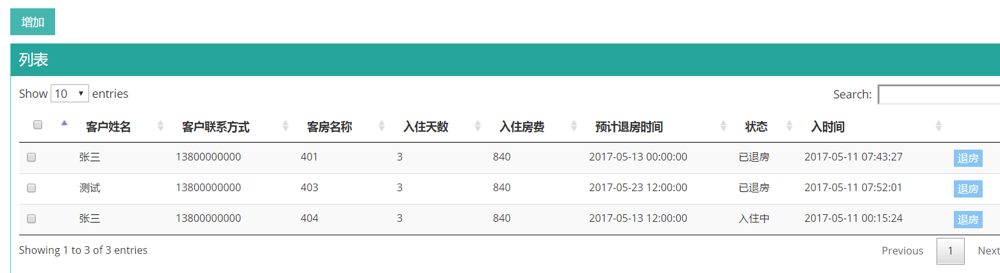 增加
列表
Show 10 entries Search:
客户姓名 客户联系方式 客房名称 入住天数 入住房费 预计退房时间 状态 入时间
张三 13800000000 401 3 840 2017-05-13 00:00:00 已退房 2017-05-11 07:43:27 退房
测试 13800000000 403 3 840 2017-05-23 12:00:00 已退房 2017-05-11 07:52:01 退房
张三 13800000000 404 3 840 2017-05-13 12:00:00 入住中 2017-05-11 00:15:24 退房
Showing 1 to 3 of 3 entries Previous 1 Next